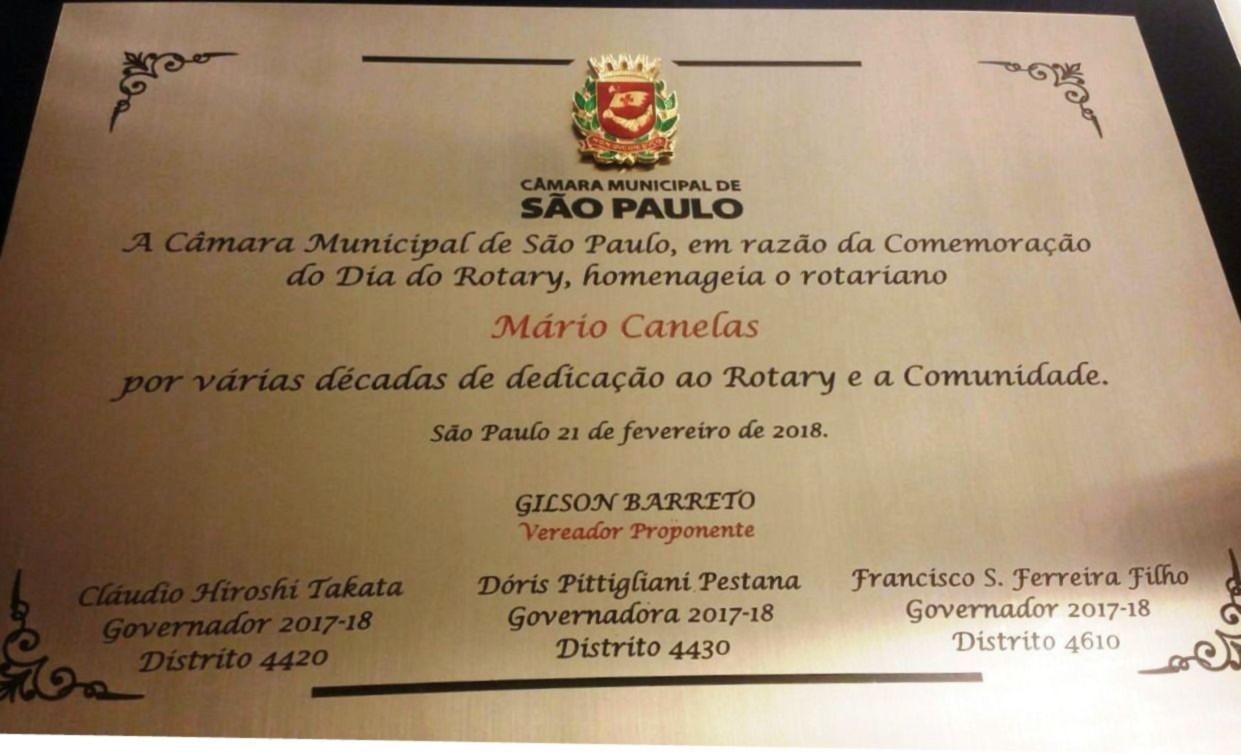 CÂMARA MUNICIPAL DE
SÃO PAULO
A Câmara Municipal de São Paulo, em razão da Comemoração
do Dia do Rotary, homenageia o rotariano
Mário Canelas
por várias décadas de dedicação ao Rotary e a Comunidade.
São Paulo 21 de fevereiro de 2018.
GILSON BARRETO
Vereador Proponente
Cláudio Hiroshi Takata
Governador 2017-18
Distrito 4420
Dóris Pittigliani Pestana
Governadora 2017-18
Distrito 4430
Francisco S. Ferreira Filho
Governador 2017-18
Distrito 4610